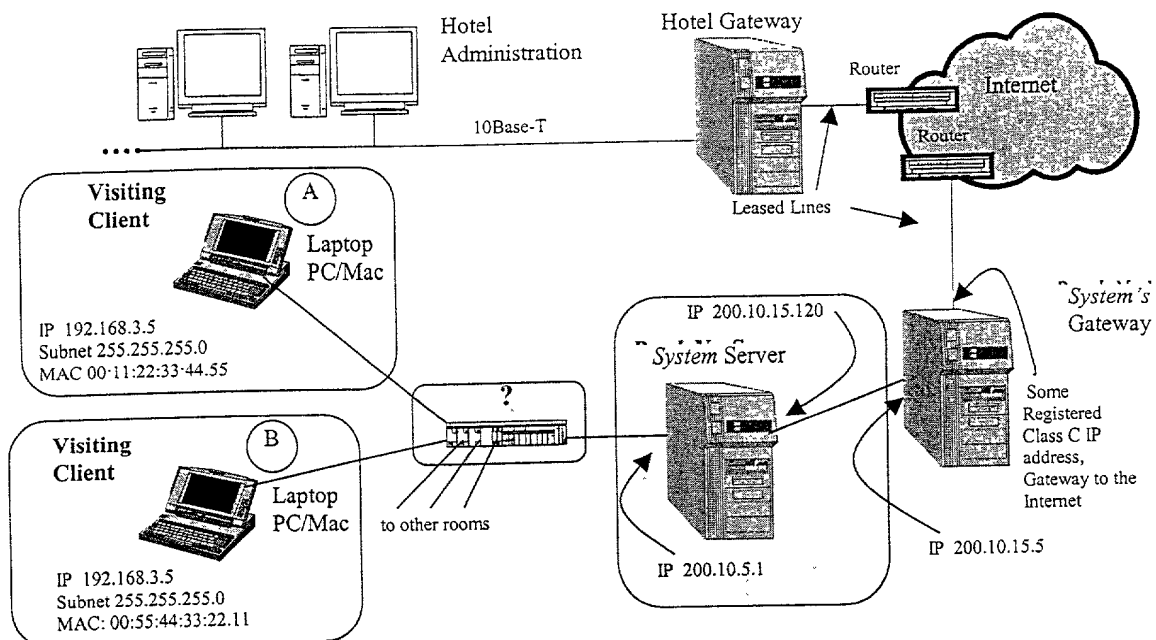 Hotel
Administration
Hotel Gateway
Router
Internet
10Base-T
Router
Leased Lines
Visiting
Client
A
Laptop
PC/Mac
IP 192.168.3.5
Subnet 255.255.255.0
MAC 00·11:22:33·44.55
?
Visiting
Client
B
Laptop
PC/Mac
to other rooms
IP 192.168.3.5
Subnet 255.255.255.0
MAC: 00:55:44:33:22.11
IP 200.10.15.120
System Server
IP 200.10.5.1
System's
Gateway
Some
Registered
Class C IP
address,
Gateway to the
Internet
IP 200.10.15.5